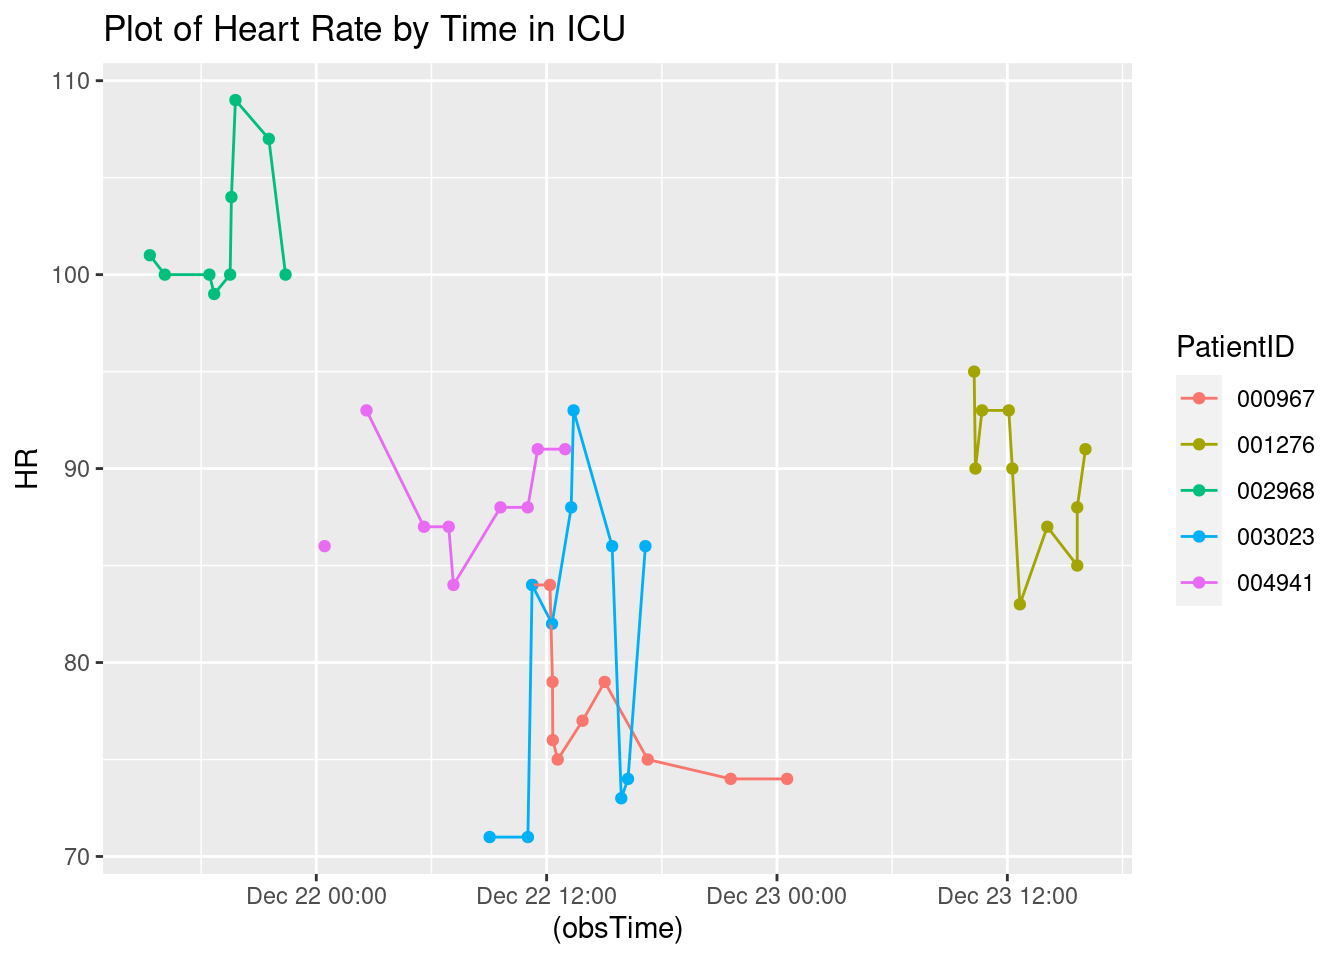 Plot of Heart Rate by Time in ICU
110
100
90
80
70
HR
Dec 22 00:00
Dec 22 12:00
Dec 23 00:00
Dec 23 12:00
(obsTime)
PatientID
000967
001276
002968
003023
004941